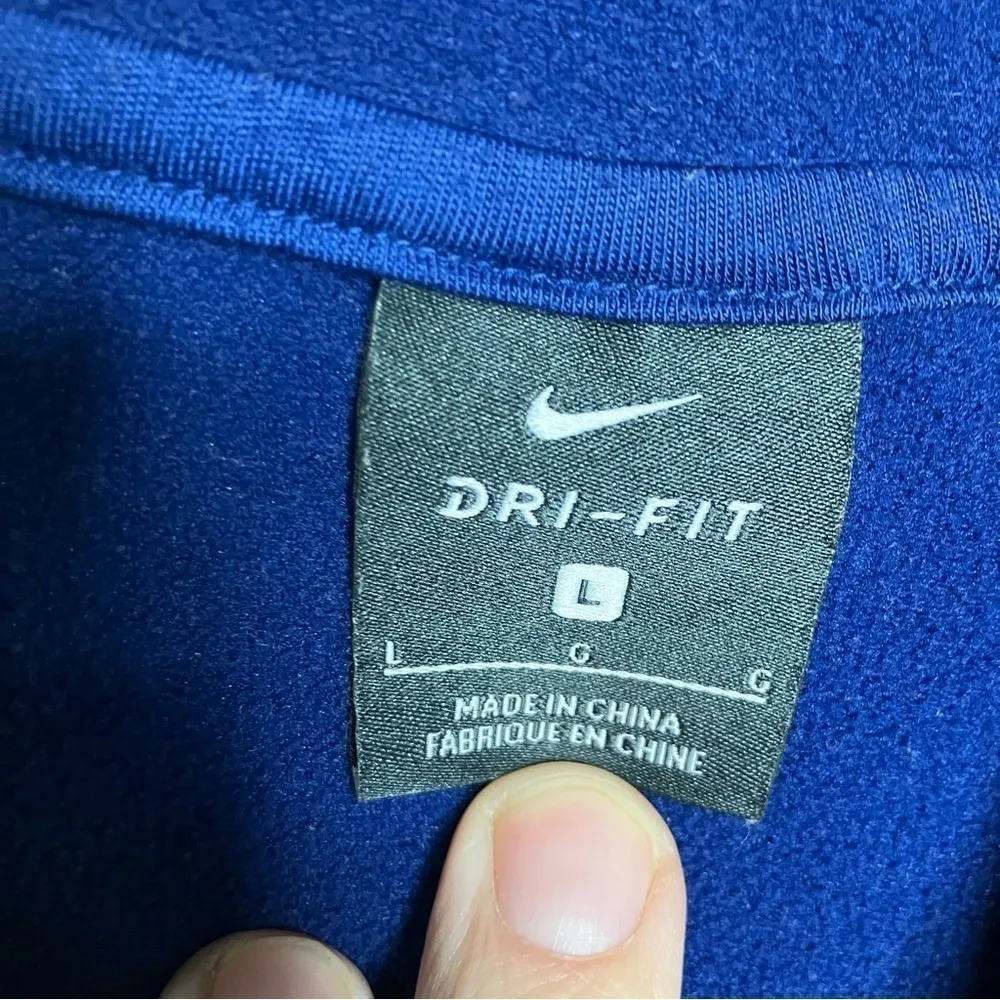 DRI-FIT
L
L G G
MADE IN CHINA
FABRIQUE EN CHINE